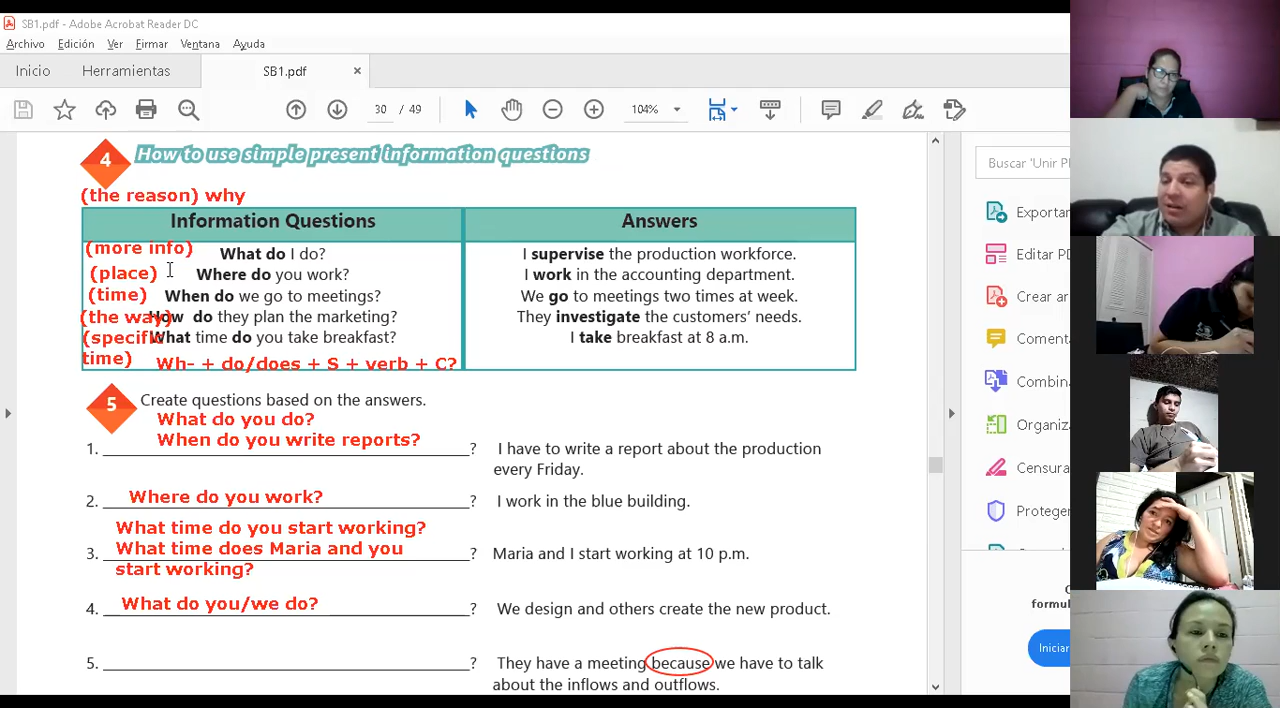 SB1.pdf - Adobe Acrobat Reader DC
Archivo Edición Ver Firmar Ventana Ayuda
Inicio Herramientas SB1.pdf ×
30 / 49 104%
4 How to use simple present information questions
Buscar 'Unir PD
(the reason) why
Information Questions Answers
Exportar
(more info) What do I do? I supervise the production workforce.
Editar PD
(place) Where do you work? I work in the accounting department.
(time) When do we go to meetings? We go to meetings two times at week.
Crear ar
(the way) How do they plan the marketing? They investigate the customers' needs.
(specific What time do you take breakfast? I take breakfast at 8 a.m.
Comenta
time) Wh- + do/does + S + verb + C?
Combina
5 Create questions based on the answers.
What do you do?
Organiza
When do you write reports?
1. ? I have to write a report about the production
every Friday.
Censura
2. Where do you work? ? I work in the blue building.
Proteger
What time do you start working?
3. What time does Maria and you ? Maria and I start working at 10 p.m.
start working?
4. What do you/we do? ? We design and others create the new product.
formul
Iniciar
5. ? They have a meeting because we have to talk
about the inflows and outflows.